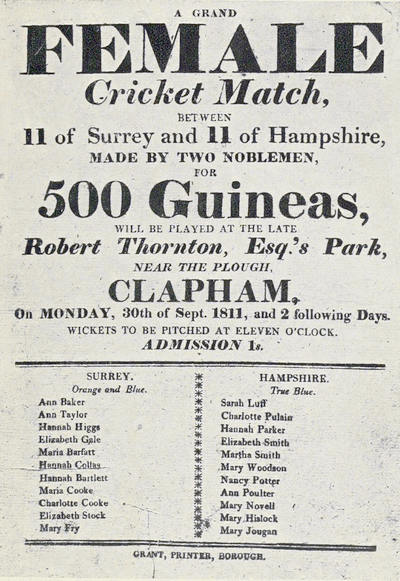 A GRAND
FEMALE
Cricket Match,
BETWEEN
11 of Surrey and 11 of Hampshire,
MADE BY TWO NOBLEMEN,
FOR
500 Guineas,
WILL BE PLAYED AT THE LATE
Robert Thornton, Esq.'s Park,
NEAR THE PLOUGH,
CLAPHAM,
On MONDAY, 30th of Sept. 1811, and 2 following Days.
WICKETS TO BE PITCHED AT ELEVEN O'CLOCK.
ADMISSION 1s.
SURREY.
Orange and Blue.
Ann Baker
Ann Taylor
Hannah Higgs
Elizabeth Gale
Maria Barfatt
Hannah Collas
Hannah Bartlett
Maria Cooke
Charlotte Cooke
Elizabeth Stock
Mary Fry
HAMPSHIRE.
True Blue.
Sarah Luff
Charlotte Pulain
Hannah Parker
Elizabeth Smith
Martha Smith
Mary Woodson
Nancy Potter
Ann Poulter
Mary Novell
Mary Hislock
Mary Jougan
GRANT, PRINTER, BOROUGH.